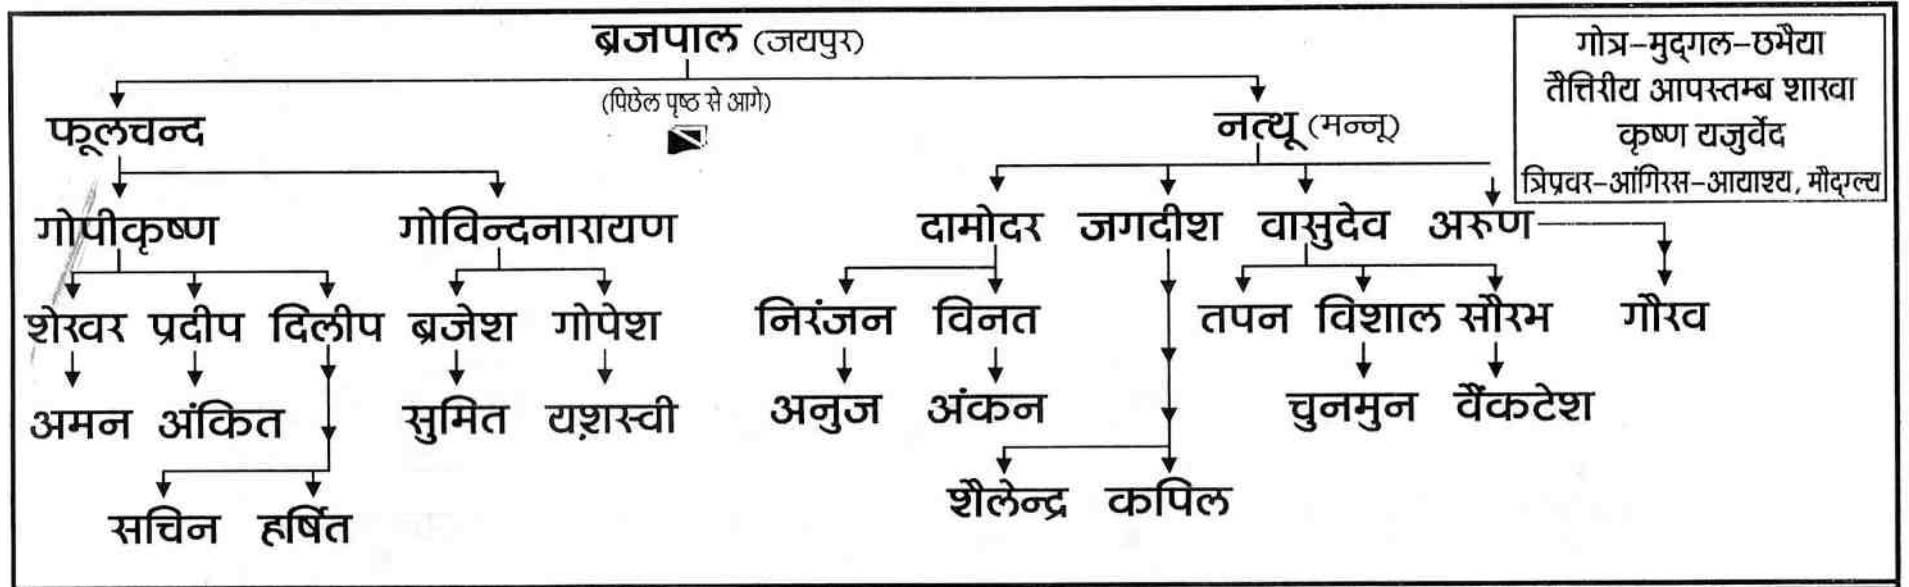 ब्रजपाल (जयपुर)
गोत्र-मुद्गल-छभैया
तैत्तिरीय आपस्तम्ब शाखा
कृष्ण यजुर्वेद
त्रिप्रवर-आंगिरस-आयाश्य, मौद्गल्य
(पिछेल पृष्ठ से आगे)
फूलचन्द नत्थू (मन्नू)
गोपीकृष्ण गोविन्दनारायण दामोदर जगदीश वासुदेव अरुण
शेखर प्रदीप दिलीप ब्रजेश गोपेश निरंजन विनत तपन विशाल सौरभ गौरव
अमन अंकित सुमित यशस्वी अनुज अंकन चुनमुन वैंकटेश
सचिन हर्षित शैलेन्द्र कपिल